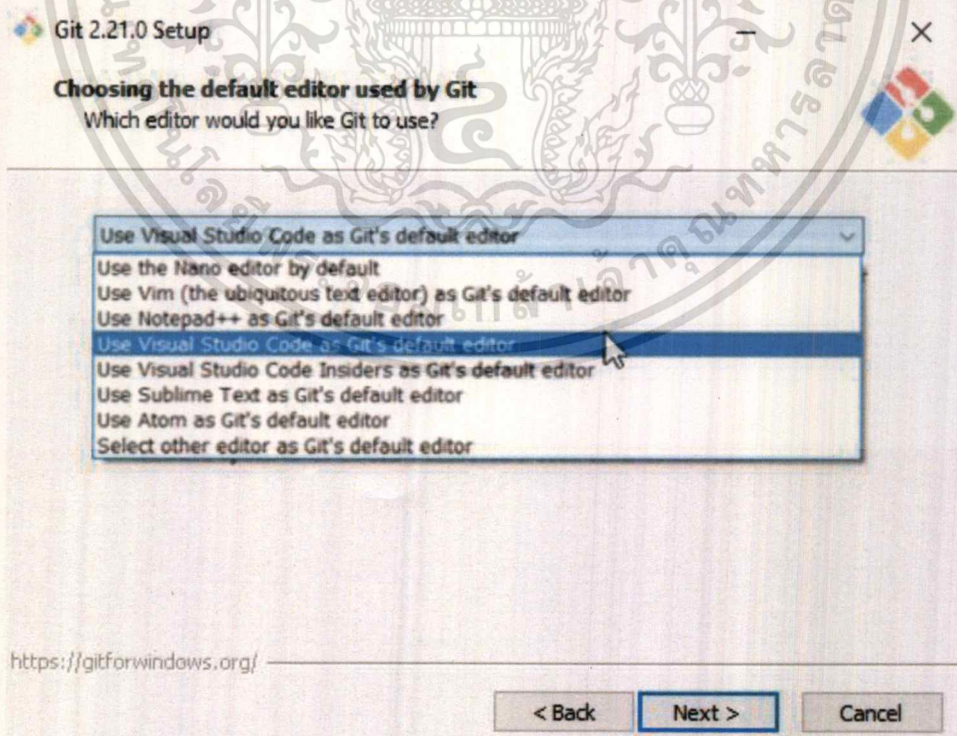 Git 2.21.0 Setup
Choosing the default editor used by Git
Which editor would you like Git to use?
Use Visual Studio Code as Git's default editor
Use the Nano editor by default
Use Vim (the ubiquitous text editor) as Git's default editor
Use Notepad++ as Git's default editor
Use Visual Studio Code as Git's default editor
Use Visual Studio Code Insiders as Git's default editor
Use Sublime Text as Git's default editor
Use Atom as Git's default editor
Select other editor as Git's default editor
https://gitforwindows.org/
< Back
Next >
Cancel